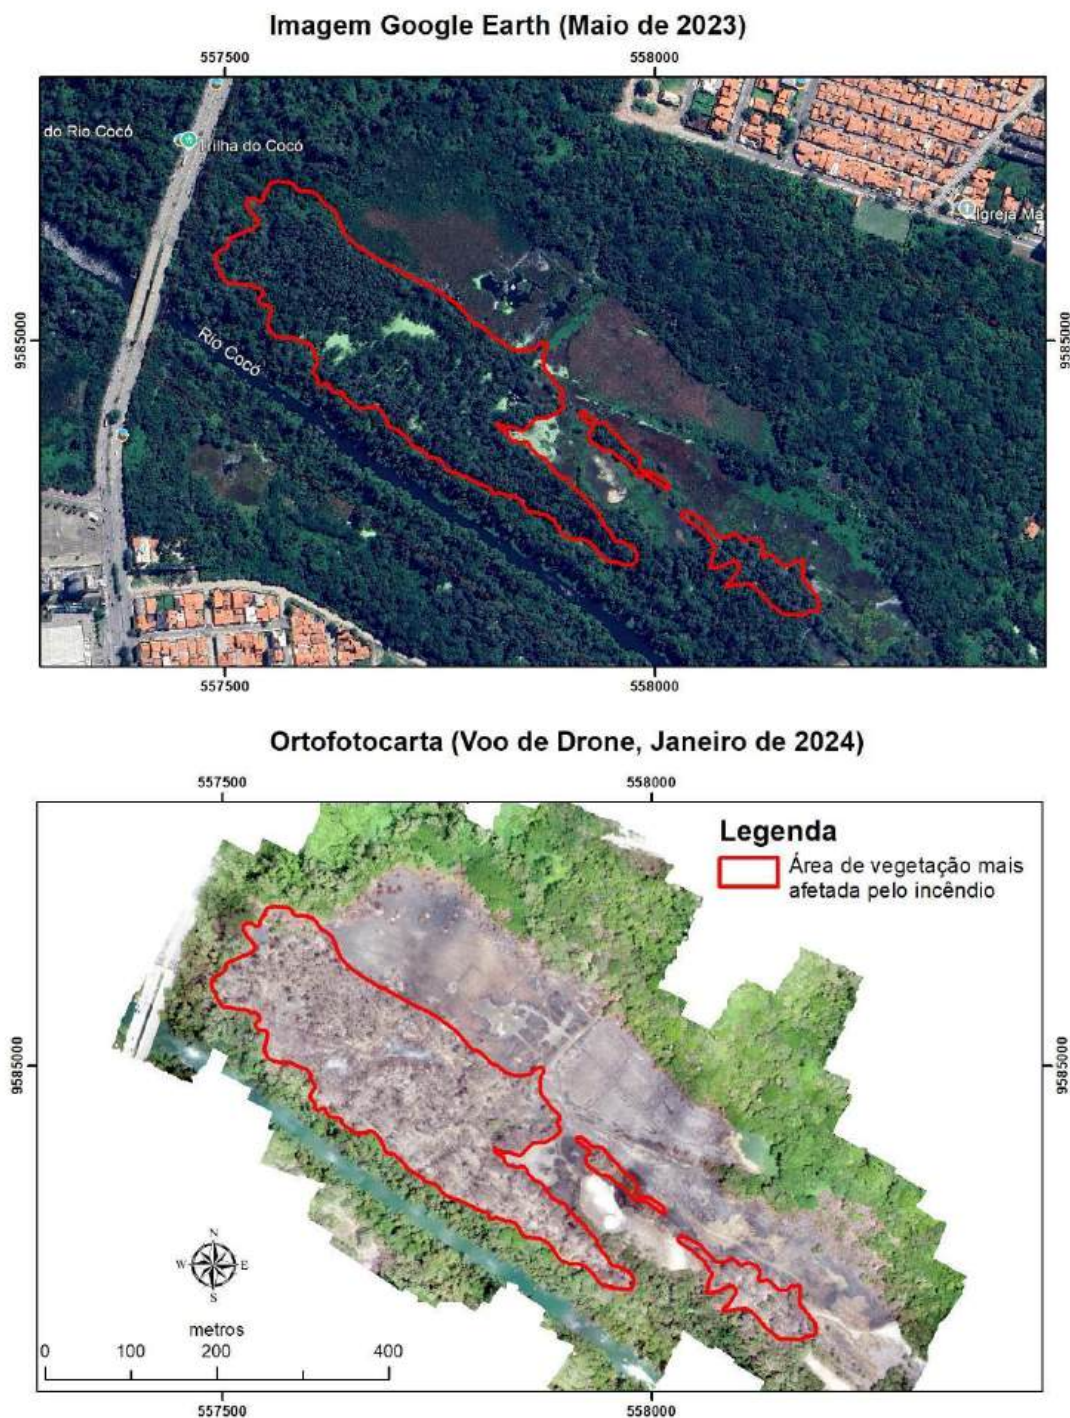 Imagem Google Earth (Maio de 2023)
557500
558000
do Rio Cocó
Trilha do Cocó
Igreja Ma
9585000
9585000
Rio Cocó
557500
558000
Ortofotocarta (Voo de Drone, Janeiro de 2024)
557500
558000
Legenda
Área de vegetação mais
afetada pelo incêndio
9585000
9585000
N
W
E
S
metros
0 100 200 400
557500
558000